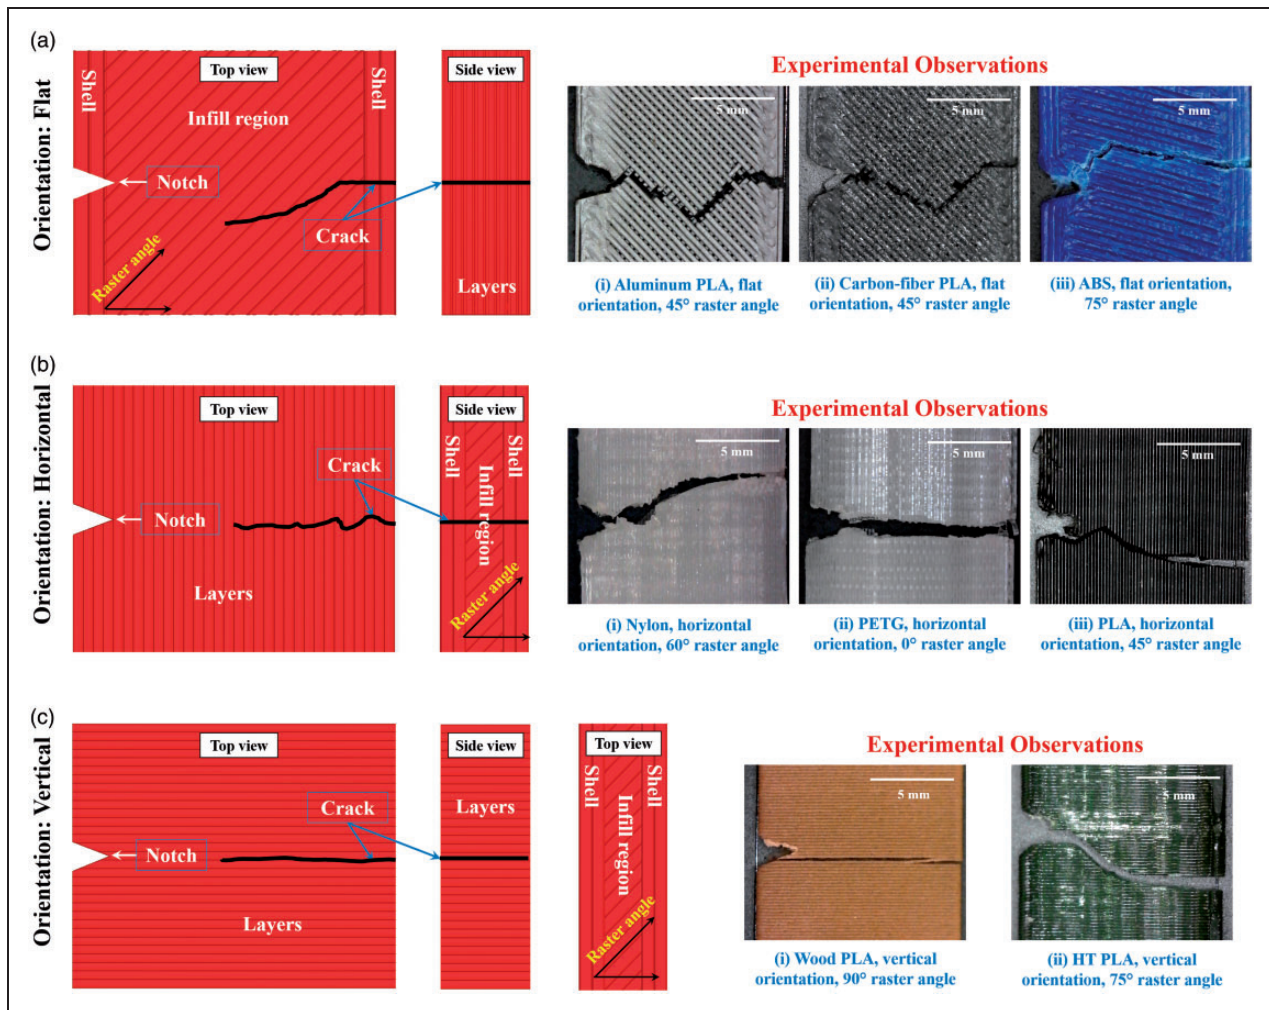 (a)
Orientation: Flat
Shell
Top view
Shell
Infill region
Notch
Crack
Raster angle
Side view
Layers
Experimental Observations
5 mm
5 mm
5 mm
(i) Aluminum PLA, flat
orientation, 45° raster angle
(ii) Carbon-fiber PLA, flat
orientation, 45° raster angle
(iii) ABS, flat orientation,
75° raster angle
(b)
Orientation: Horizontal
Top view
Crack
Notch
Layers
Side view
Shell
Shell
Infill region
Raster angle
Experimental Observations
5 mm
5 mm
5 mm
(i) Nylon, horizontal
orientation, 60° raster angle
(ii) PETG, horizontal
orientation, 0° raster angle
(iii) PLA, horizontal
orientation, 45° raster angle
(c)
Orientation: Vertical
Top view
Crack
Notch
Layers
Side view
Layers
Top view
Shell
Shell
Infill region
Raster angle
Experimental Observations
5 mm
5 mm
(i) Wood PLA, vertical
orientation, 90° raster angle
(ii) HT PLA, vertical
orientation, 75° raster angle